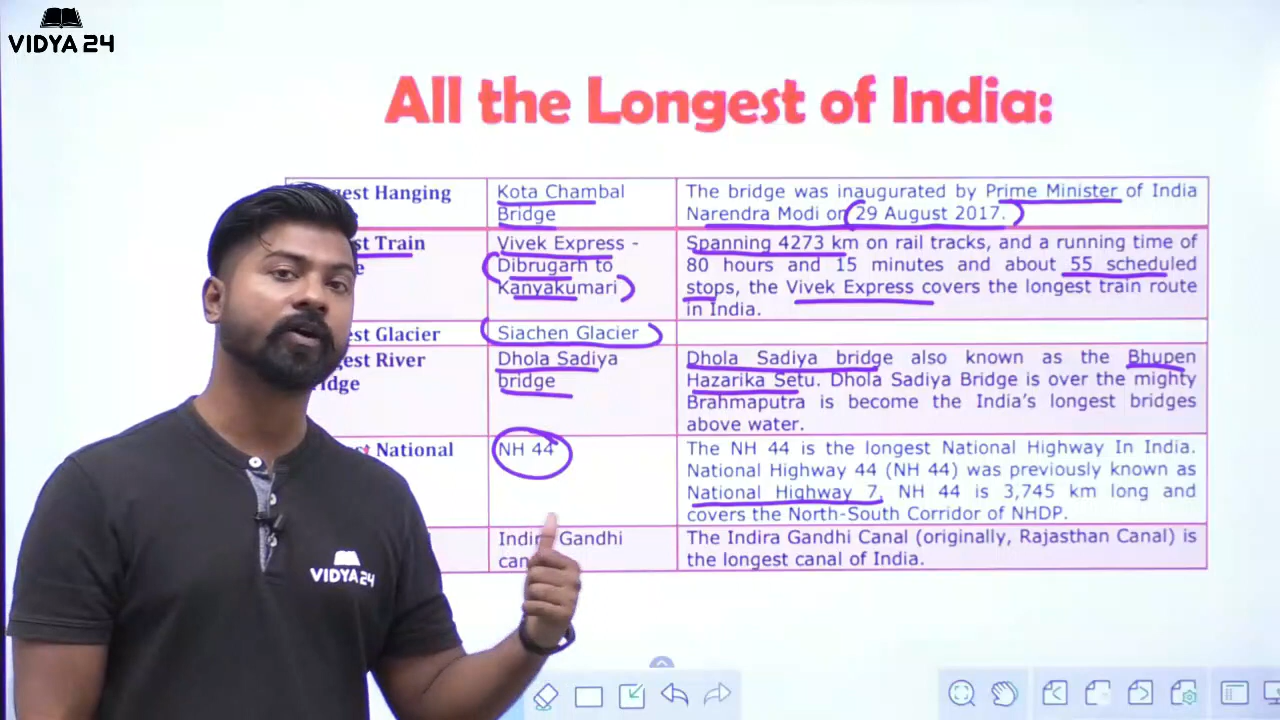 VIDYA 24
All the Longest of India:
Hanging
Kota Chambal
Bridge
The bridge was inaugurated by Prime Minister of India
Narendra Modi on 29 August 2017.
Train
Vivek Express -
Dibrugarh to
Kanyakumari
Spanning 4273 km on rail tracks, and a running time of
80 hours and 15 minutes and about 55 scheduled
stops, the Vivek Express covers the longest train route
in India.
Glacier
Siachen Glacier
River
Dhola Sadiya
bridge
Dhola Sadiya bridge also known as the Bhupen
Hazarika Setu. Dhola Sadiya Bridge is over the mighty
Brahmaputra is become the India's longest bridges
above water.
National
NH 44
The NH 44 is the longest National Highway In India.
National Highway 44 (NH 44) was previously known as
National Highway 7, NH 44 is 3,745 km long and
covers the North-South Corridor of NHDP.
Gandhi
The Indira Gandhi Canal (originally, Rajasthan Canal) is
the longest canal of India.
VIDYA 24